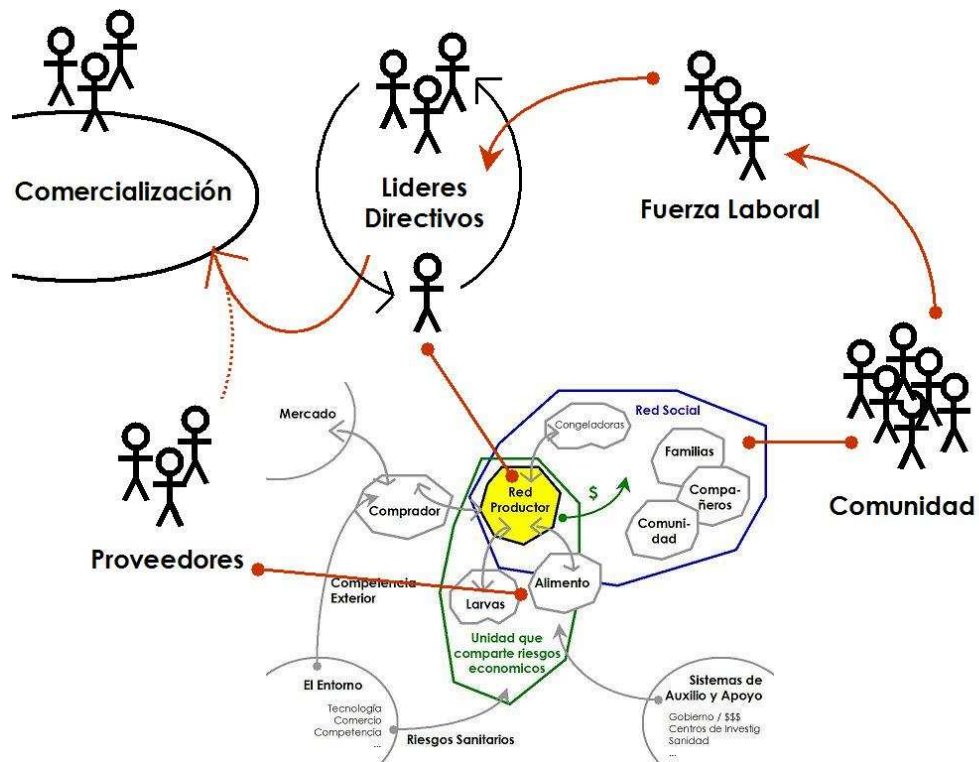 Comercialización
Lideres
Directivos
Fuerza Laboral
Mercado
Congeladoras
Red Social
Familias
Compa-
ñeros
Comuni-
dad
Comunidad
Red
Productor
$
Comprador
Proveedores
Competencia
Exterior
Larvas
Alimento
Unidad que
comparte riesgos
economicos
El Entorno
Tecnología
Comercio
Competencia
...
Riesgos Sanitarios
Sistemas de
Auxilio y Apoyo
Gobierno / $$$
Centros de Investig
Sanidad
...